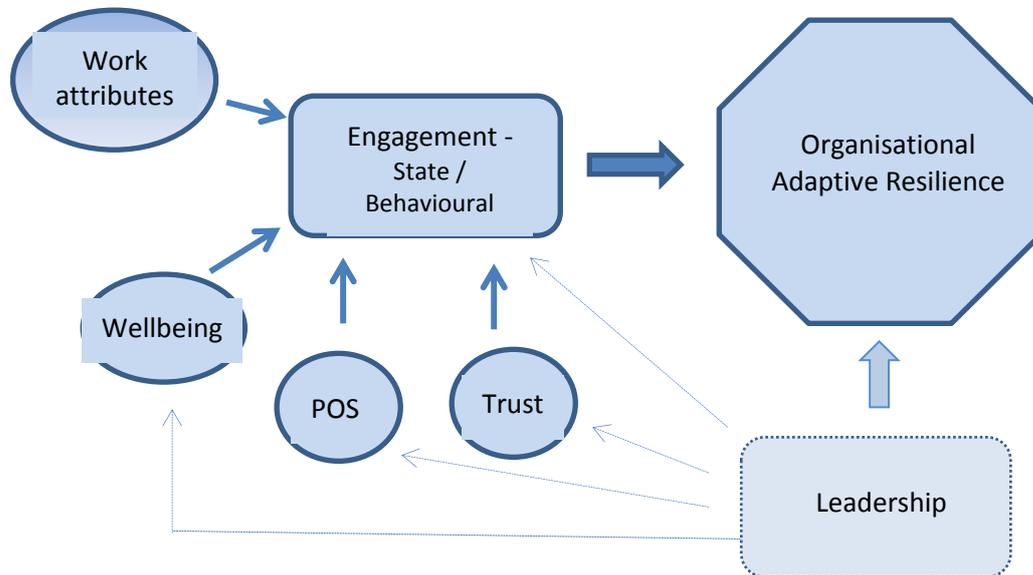 Work
attributes
Engagement -
State /
Behavioural
Organisational
Adaptive Resilience
Wellbeing
POS
Trust
Leadership